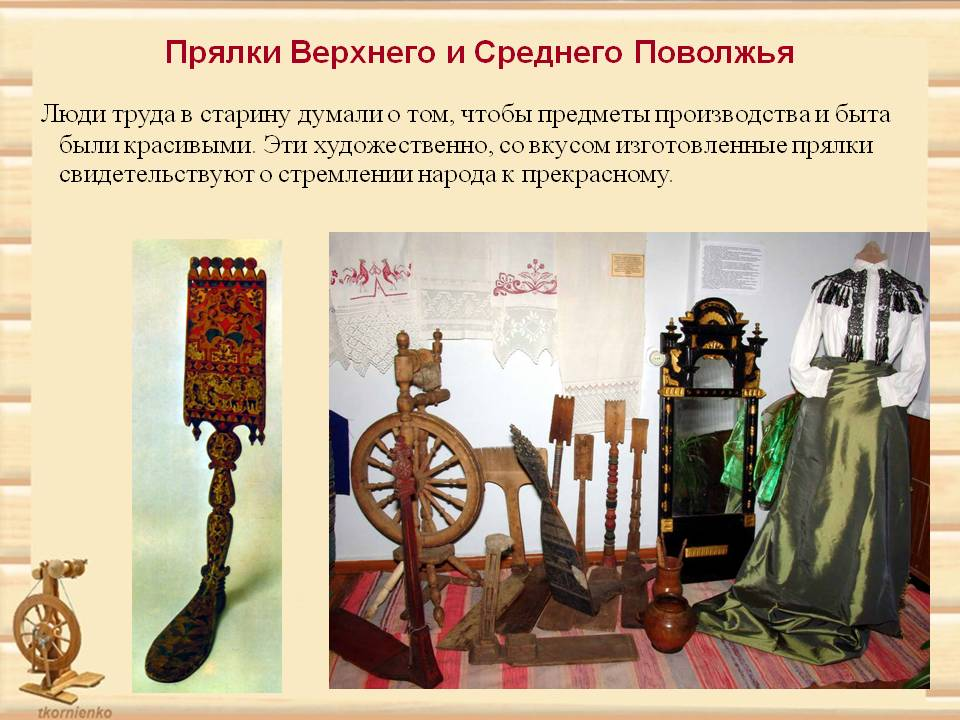 Прялки Верхнего и Среднего Поволжья
Люди труда в старину думали о том, чтобы предметы производства и быта
были красивыми. Эти художественно, со вкусом изготовленные прялки
свидетельствуют о стремлении народа к прекрасному.
tkornienko